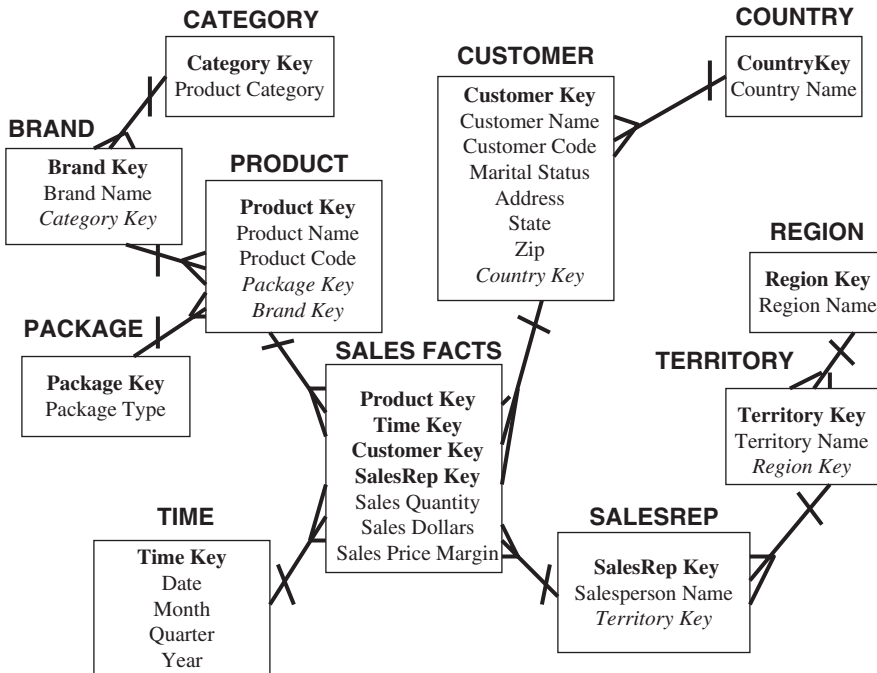 CATEGORY
Category Key
Product Category
BRAND
Brand Key
Brand Name
Category Key
PRODUCT
Product Key
Product Name
Product Code
Package Key
Brand Key
PACKAGE
Package Key
Package Type
CUSTOMER
Customer Key
Customer Name
Customer Code
Marital Status
Address
State
Zip
Country Key
COUNTRY
CountryKey
Country Name
REGION
Region Key
Region Name
TERRITORY
Territory Key
Territory Name
Region Key
SALES FACTS
Product Key
Time Key
Customer Key
SalesRep Key
Sales Quantity
Sales Dollars
Sales Price Margin
TIME
Time Key
Date
Month
Quarter
Year
SALESREP
SalesRep Key
Salesperson Name
Territory Key